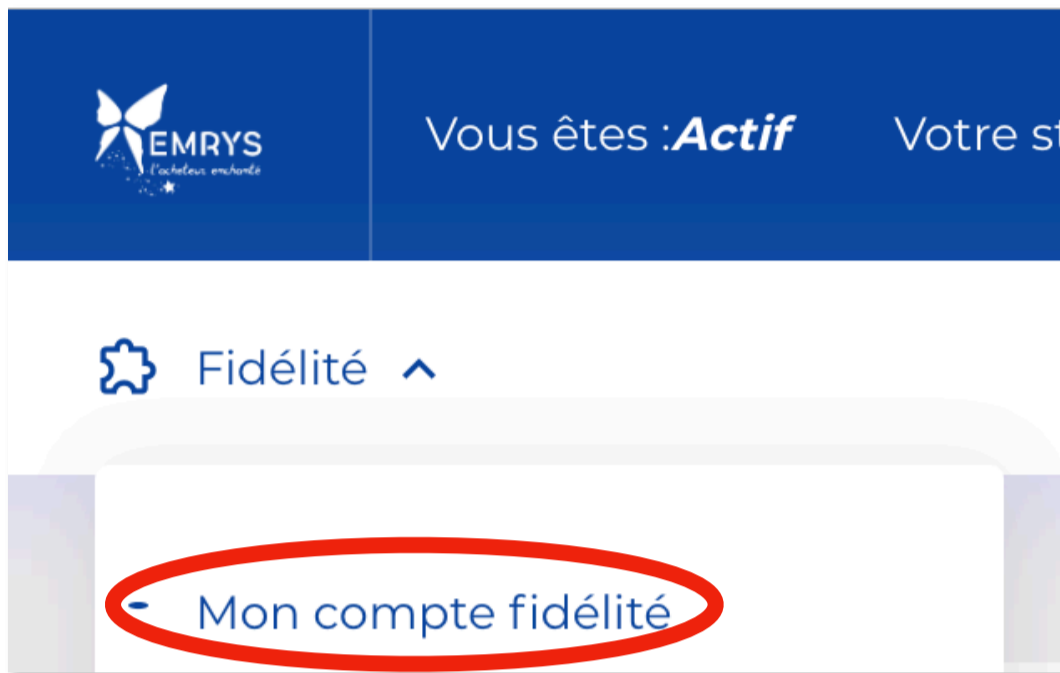 EMRYS
l'acheteur enchanté
Vous êtes : Actif
Votre st
Fidélité
Mon compte fidélité